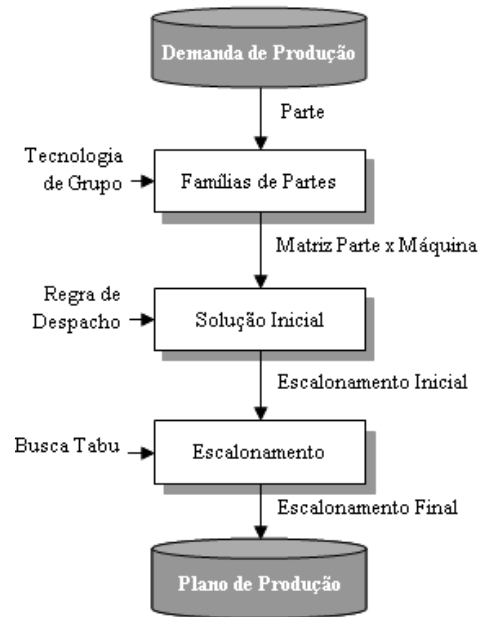 Demanda de Produção
Parte
Tecnologia
de Grupo
Famílias de Partes
Matriz Parte x Máquina
Regra de
Despacho
Solução Inicial
Escalonamento Inicial
Busca Tabu
Escalonamento
Escalonamento Final
Plano de Produção